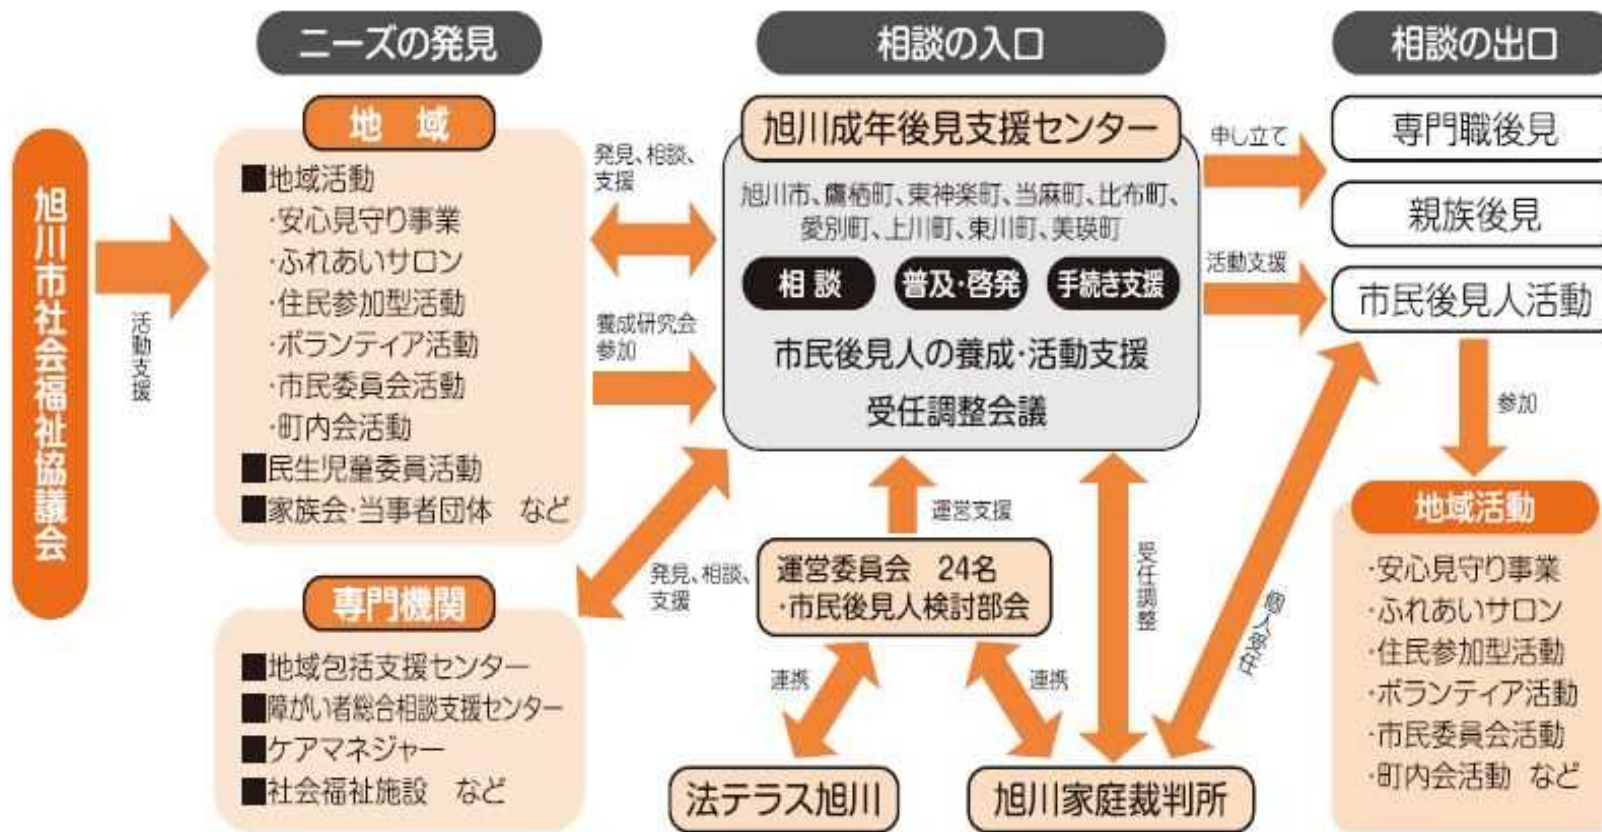 ニーズの発見
相談の入口
相談の出口
旭川市社会福祉協議会
活動支援
地域
■地域活動
・安心見守り事業
・ふれあいサロン
・住民参加型活動
・ボランティア活動
・市民委員会活動
・町内会活動
■民生児童委員活動
■家族会・当事者団体 など
専門機関
■地域包括支援センター
■障がい者総合相談支援センター
■ケアマネジャー
■社会福祉施設 など
発見、相談、
支援
養成研究会
参加
発見、相談、
支援
旭川成年後見支援センター
旭川市、鷹栖町、東神楽町、当麻町、比布町、
愛別町、上川町、東川町、美瑛町
相談
普及・啓発
手続き支援
市民後見人の養成・活動支援
受任調整会議
運営支援
運営委員会 24名
・市民後見人検討部会
連携
連携
受任調整
個人受任
法テラス旭川
旭川家庭裁判所
申し立て
活動支援
専門職後見
親族後見
市民後見人活動
参加
地域活動
・安心見守り事業
・ふれあいサロン
・住民参加型活動
・ボランティア活動
・市民委員会活動
・町内会活動 など